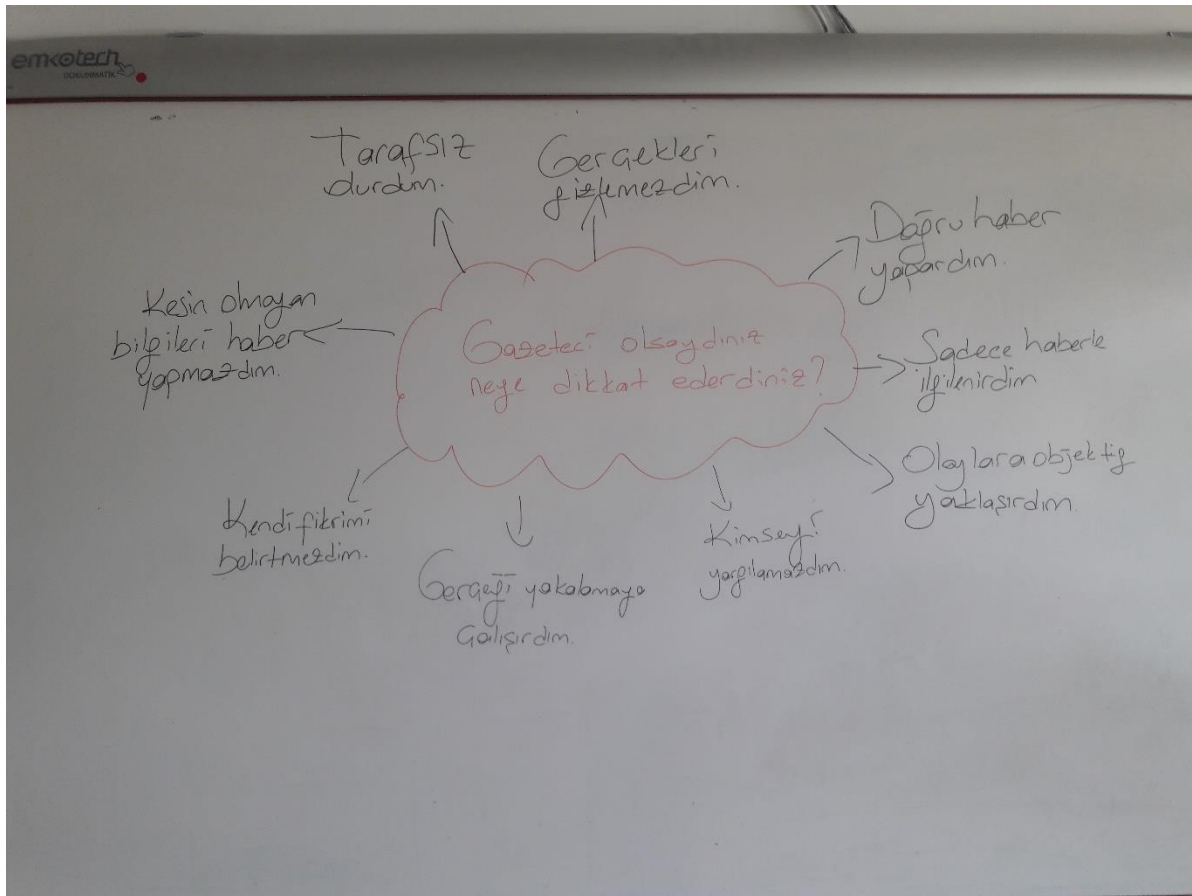 emkotech
DOKUNMATİK
Tarafsız
durdum.
Gerçekleri
gizlemezdim.
Doğru haber
yapardım.
Kesin olmayan
bilgileri haber
yapmazdım.
Gazeteci olsaydınız
neye dikkat ederdiniz?
Sadece haberle
ilgilenirdim
Olaylara objektif
yaklaşırdım.
Kendi fikrimi
belirtmezdim.
Gerçeği yakalamaya
çalışırdım.
Kimseyi
yargılamazdım.